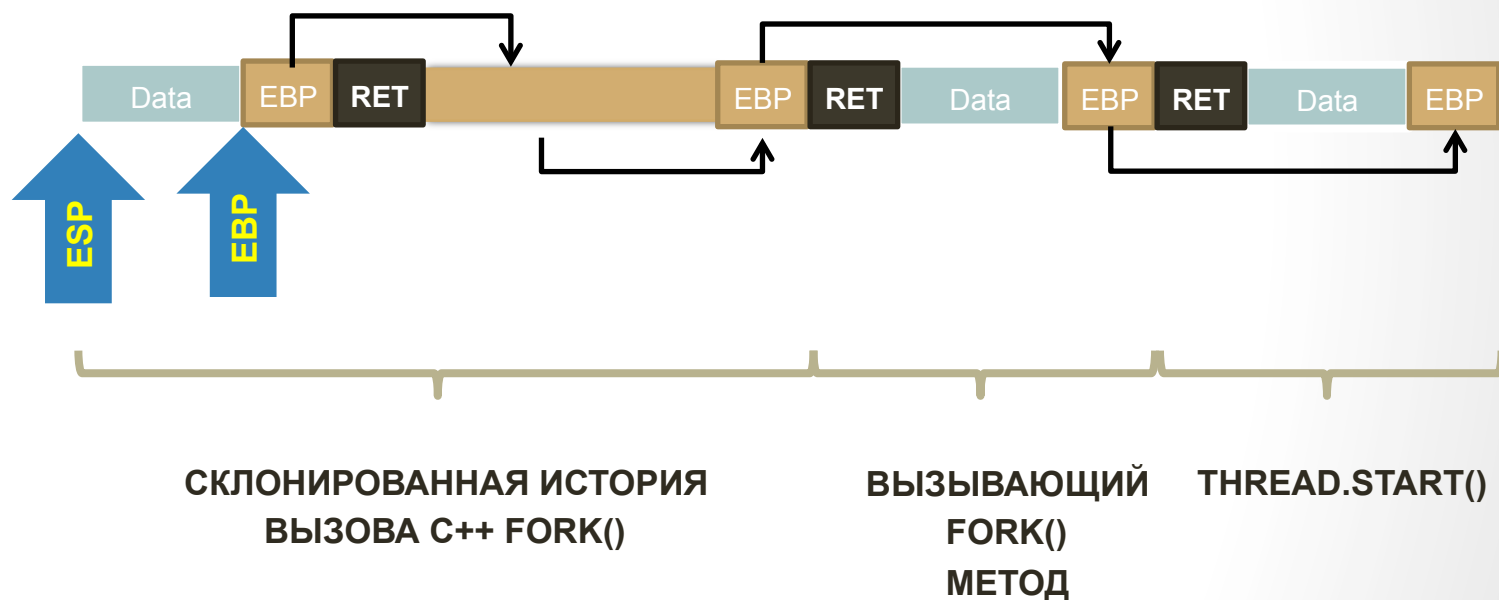 Data EBP RET EBP RET Data EBP RET Data EBP
ESP
EBP
СКЛОНИРОВАННАЯ ИСТОРИЯ
ВЫЗОВА C++ FORK()
ВЫЗЫВАЮЩИЙ
FORK()
МЕТОД
THREAD.START()